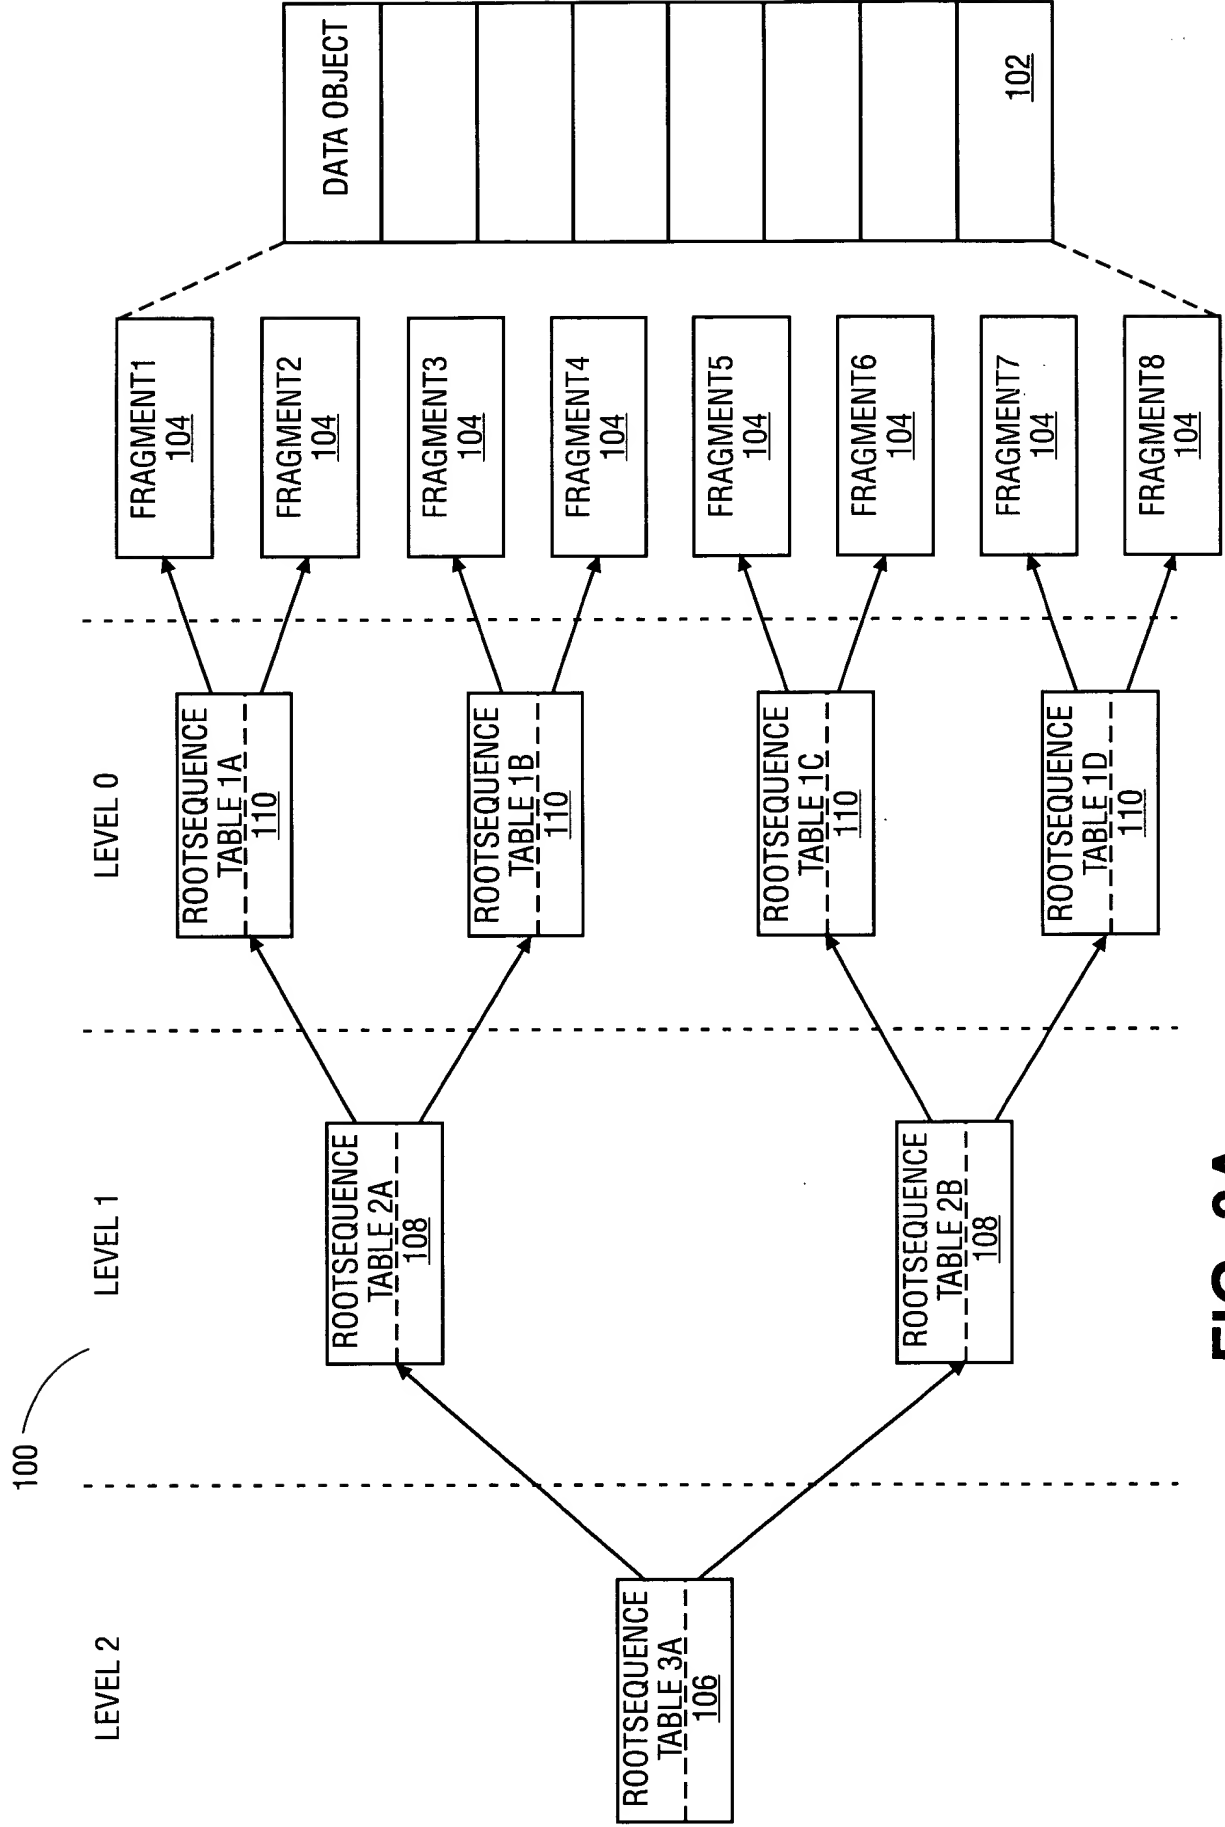 100
LEVEL 2
LEVEL 1
LEVEL 0
ROOTSEQUENCE
TABLE 3A
106
ROOTSEQUENCE
TABLE 2A
108
ROOTSEQUENCE
TABLE 2B
108
ROOTSEQUENCE
TABLE 1A
110
ROOTSEQUENCE
TABLE 1B
110
ROOTSEQUENCE
TABLE 1C
110
ROOTSEQUENCE
TABLE 1D
110
FRAGMENT1
104
FRAGMENT2
104
FRAGMENT3
104
FRAGMENT4
104
FRAGMENT5
104
FRAGMENT6
104
FRAGMENT7
104
FRAGMENT8
104
DATA OBJECT
102
FIG.